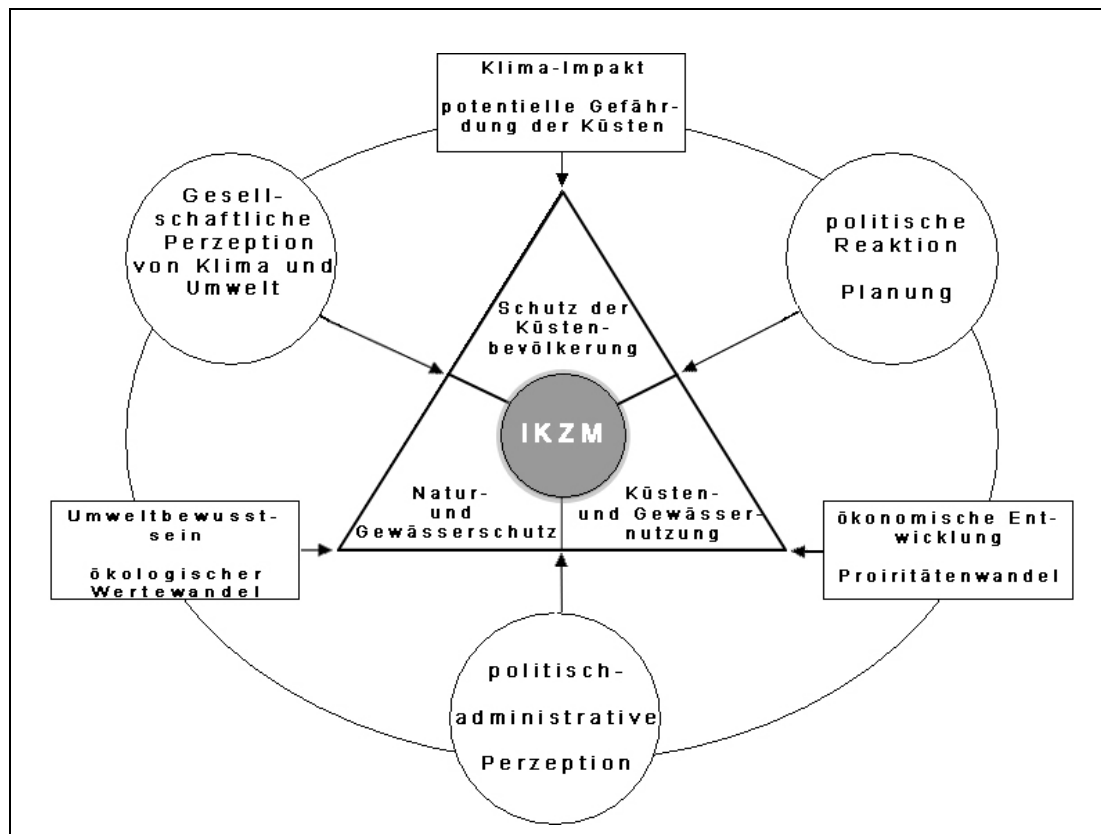 Klima-Impakt
potentielle Gefähr-
dung der Küsten
Gesell-
schaftliche
Perzeption
von Klima und
Umwelt
politische
Reaktion
Planung
Schutz der
Küsten-
bevölkerung
IKZM
Natur-
und
Gewässerschutz
Küsten-
und Gewässer-
nutzung
Umweltbewusst-
sein
ökologischer
Wertewandel
ökonomische Ent-
wicklung
Proiritätenwandel
politisch-
administrative
Perzeption